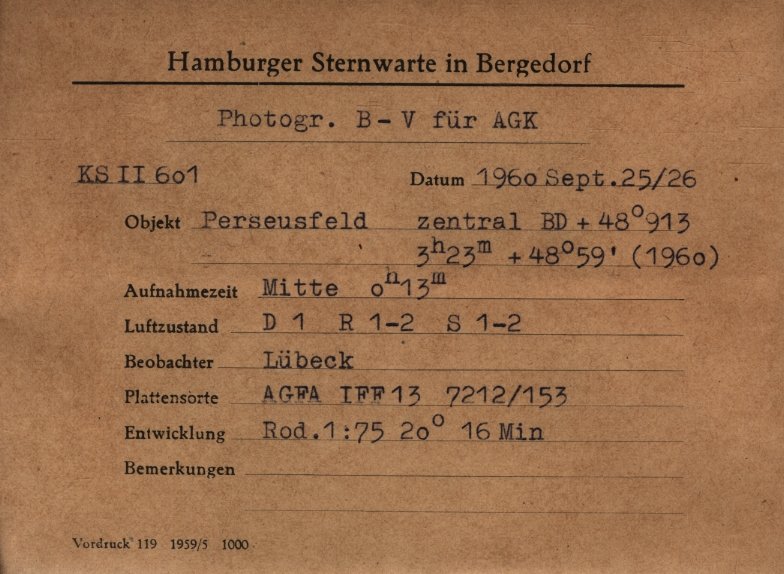 Hamburger Sternwarte in Bergedorf
Photogr. B-V für AGK
KS II 601 Datum 1960 Sept. 25/26
Objekt Perseusfeld zentral BD + 48°913
3ʰ23ᵐ + 48°59' (1960)
Aufnahmezeit Mitte 0ʰ13ᵐ
Luftzustand D 1 R 1-2 S 1-2
Beobachter Lübeck
Plattensorte AGFA IFF 13 7212/153
Entwicklung Rod. 1:75 20° 16 Min
Bemerkungen
Vordruck 119 1959/5 1000